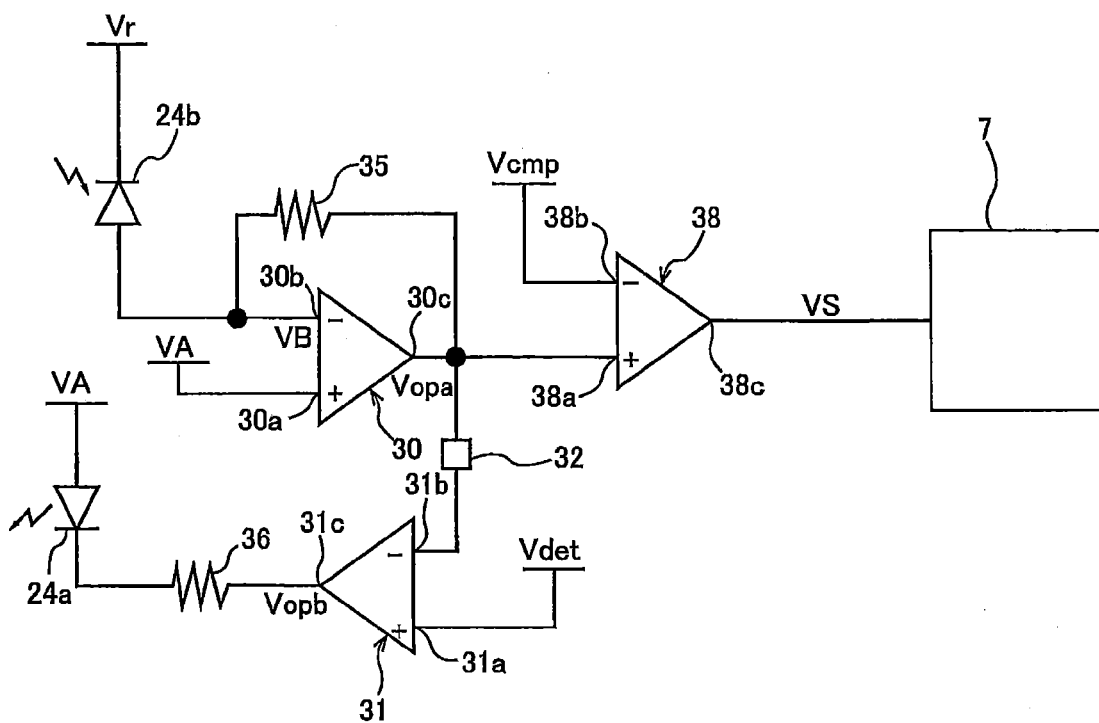 Vr
24b
7
35
Vcmp
38b
38
30b
30c
VS
VB
VA
−
+
−
+
VA
Vopa
38a
38c
30a
30
32
31b
31c
36
Vdet
−
24a
Vopb
+
31a
31